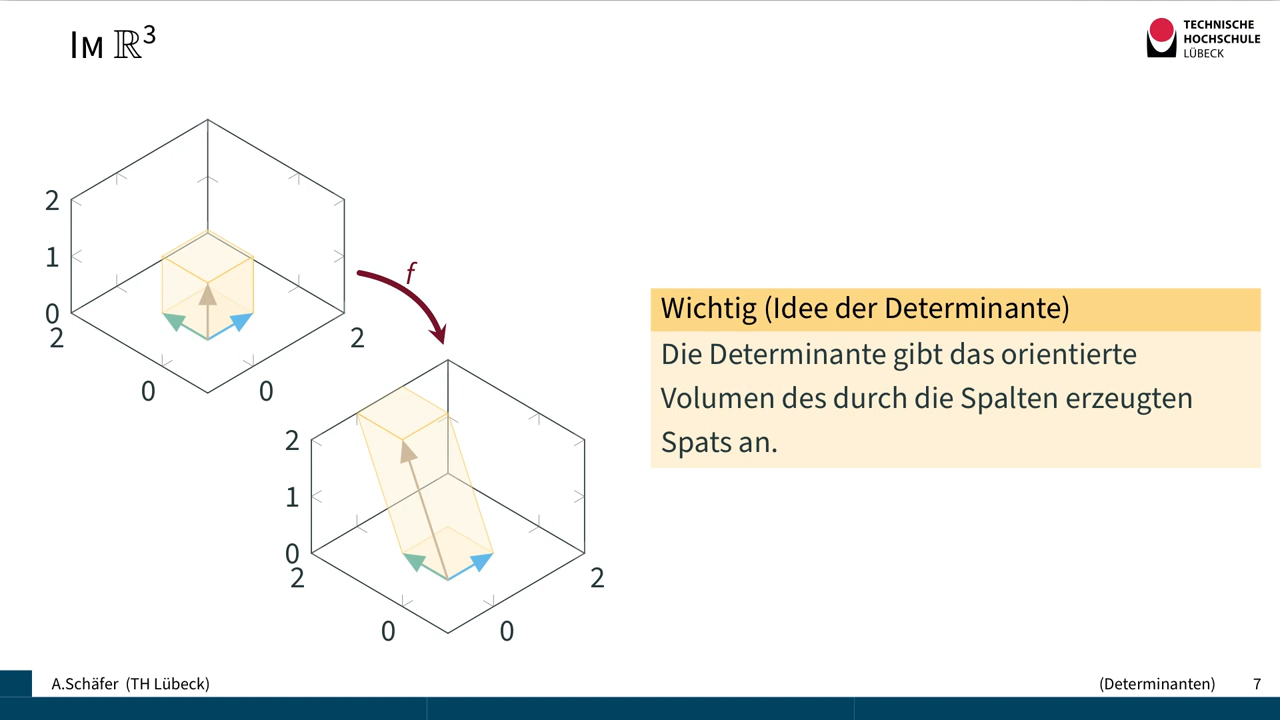 Im ℝ³
TECHNISCHE
HOCHSCHULE
LÜBECK
2
1
0
2
0
0
2
f
2
1
0
2
0
0
2
Wichtig (Idee der Determinante)
Die Determinante gibt das orientierte
Volumen des durch die Spalten erzeugten
Spats an.
A.Schäfer (TH Lübeck)
(Determinanten) 7